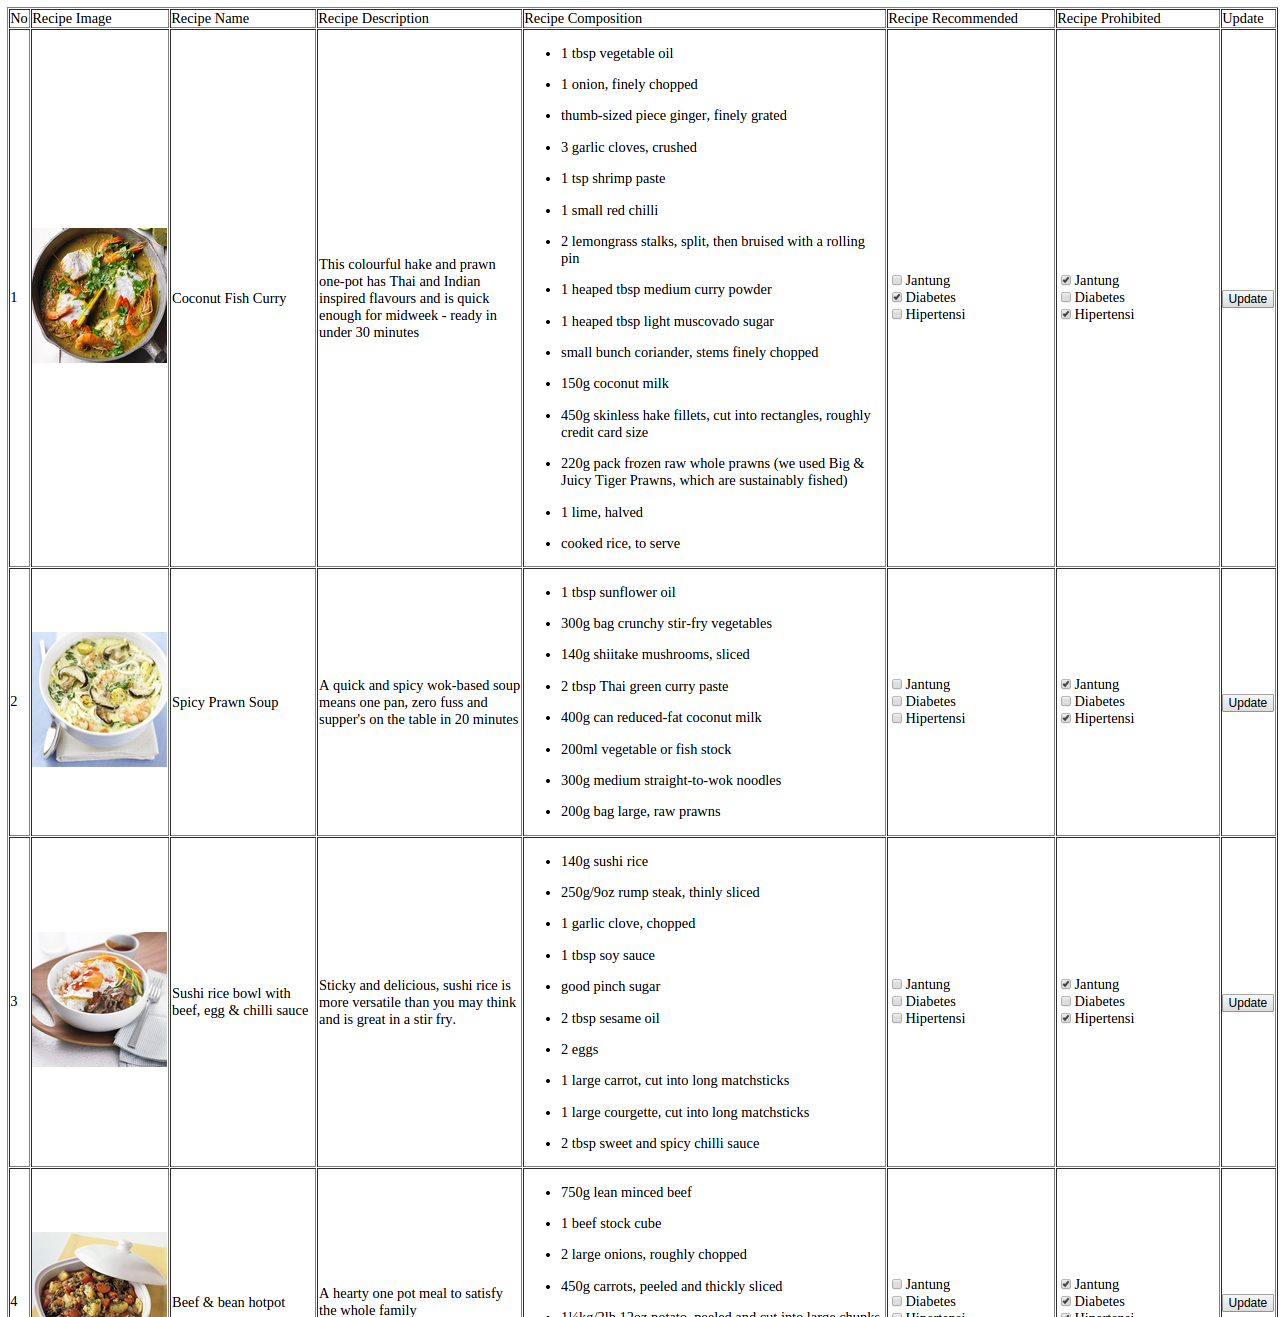 No Recipe Image Recipe Name Recipe Description Recipe Composition Recipe Recommended Recipe Prohibited Update
1
Coconut Fish Curry
This colourful hake and prawn
one-pot has Thai and Indian
inspired flavours and is quick
enough for midweek - ready in
under 30 minutes
• 1 tbsp vegetable oil
• 1 onion, finely chopped
• thumb-sized piece ginger, finely grated
• 3 garlic cloves, crushed
• 1 tsp shrimp paste
• 1 small red chilli
• 2 lemongrass stalks, split, then bruised with a rolling
pin
• 1 heaped tbsp medium curry powder
• 1 heaped tbsp light muscovado sugar
• small bunch coriander, stems finely chopped
• 150g coconut milk
• 450g skinless hake fillets, cut into rectangles, roughly
credit card size
• 220g pack frozen raw whole prawns (we used Big &
Juicy Tiger Prawns, which are sustainably fished)
• 1 lime, halved
• cooked rice, to serve
Jantung
Diabetes
Hipertensi
Jantung
Diabetes
Hipertensi
Update
2
Spicy Prawn Soup
A quick and spicy wok-based soup
means one pan, zero fuss and
supper's on the table in 20 minutes
• 1 tbsp sunflower oil
• 300g bag crunchy stir-fry vegetables
• 140g shiitake mushrooms, sliced
• 2 tbsp Thai green curry paste
• 400g can reduced-fat coconut milk
• 200ml vegetable or fish stock
• 300g medium straight-to-wok noodles
• 200g bag large, raw prawns
Jantung
Diabetes
Hipertensi
Jantung
Diabetes
Hipertensi
Update
3
Sushi rice bowl with
beef, egg & chilli sauce
Sticky and delicious, sushi rice is
more versatile than you may think
and is great in a stir fry.
• 140g sushi rice
• 250g/9oz rump steak, thinly sliced
• 1 garlic clove, chopped
• 1 tbsp soy sauce
• good pinch sugar
• 2 tbsp sesame oil
• 2 eggs
• 1 large carrot, cut into long matchsticks
• 1 large courgette, cut into long matchsticks
• 2 tbsp sweet and spicy chilli sauce
Jantung
Diabetes
Hipertensi
Jantung
Diabetes
Hipertensi
Update
4
Beef & bean hotpot
A hearty one pot meal to satisfy
the whole family
• 750g lean minced beef
• 1 beef stock cube
• 2 large onions, roughly chopped
• 450g carrots, peeled and thickly sliced
Jantung
Diabetes
Jantung
Diabetes
Update